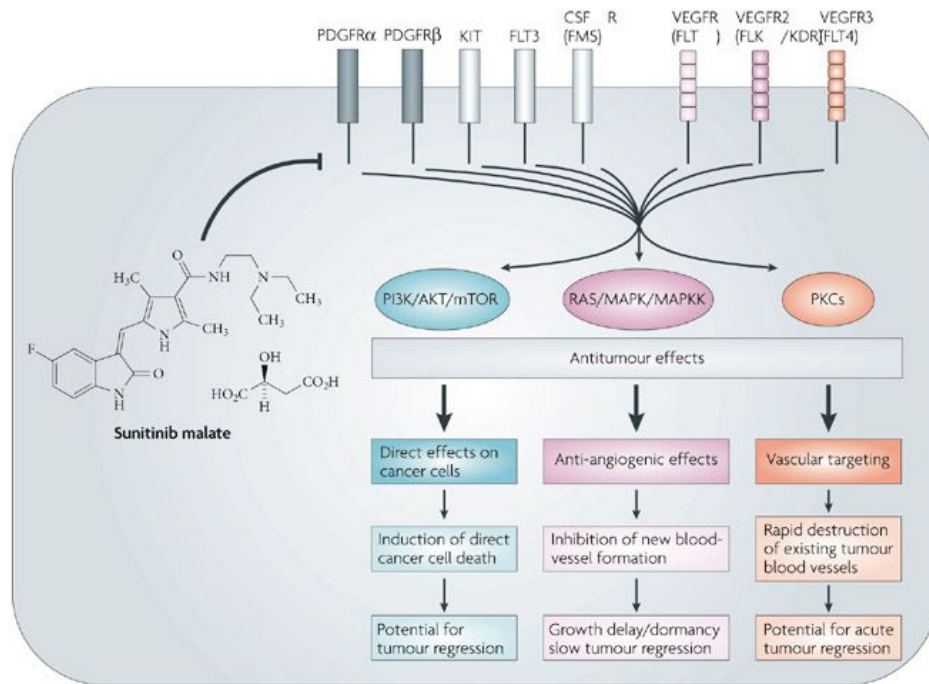 PDGFRα PDGFRβ KIT FLT3 CSF R VEGFR VEGFR2 VEGFR3
(FMS) (FLT ) (FLK /KDR) (FLT4)
O
H₃C
NH
N
CH₃
CH₃
CH₃
N
H
F
O
N
H
OH
HO₂C
CO₂H
H
Sunitinib malate
PI3K/AKT/mTOR
RAS/MAPK/MAPKK
PKCs
Antitumour effects
Direct effects on
cancer cells
Anti-angiogenic effects
Vascular targeting
Induction of direct
cancer cell death
Inhibition of new blood-
vessel formation
Rapid destruction
of existing tumour
blood vessels
Potential for
tumour regression
Growth delay/dormancy
slow tumour regression
Potential for acute
tumour regression